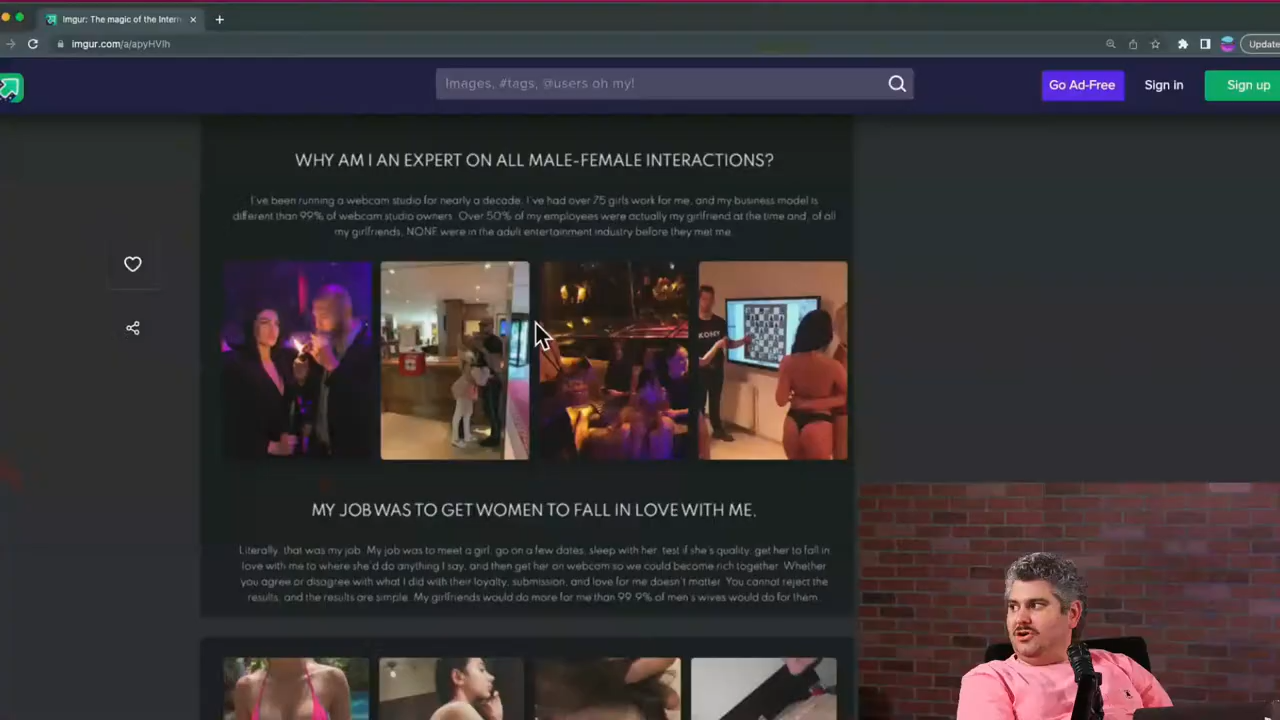 Imgur: The magic of the Intern
imgur.com/a/apyHVIh
Update
Images, #tags, @users oh my!
Go Ad-Free
Sign in
Sign up
WHY AM I AN EXPERT ON ALL MALE-FEMALE INTERACTIONS?
I've been running a webcam studio for nearly a decade. I've had over 75 girls work for me, and my business model is
different than 99% of webcam studio owners. Over 50% of my employees were actually my girlfriend at the time and, of all
my girlfriends, NONE were in the adult entertainment industry before they met me.
MY JOB WAS TO GET WOMEN TO FALL IN LOVE WITH ME.
Literally, that was my job. My job was to meet a girl, go on a few dates, sleep with her, test if she's quality, get her to fall in
love with me to where she'd do anything I say, and then get her on webcam so we could become rich together. Whether
you agree or disagree with what I did with their loyalty, submission, and love for me doesn't matter. You cannot reject the
results, and the results are simple. My girlfriends would do more for me than 99.9% of men's wives would do for them.